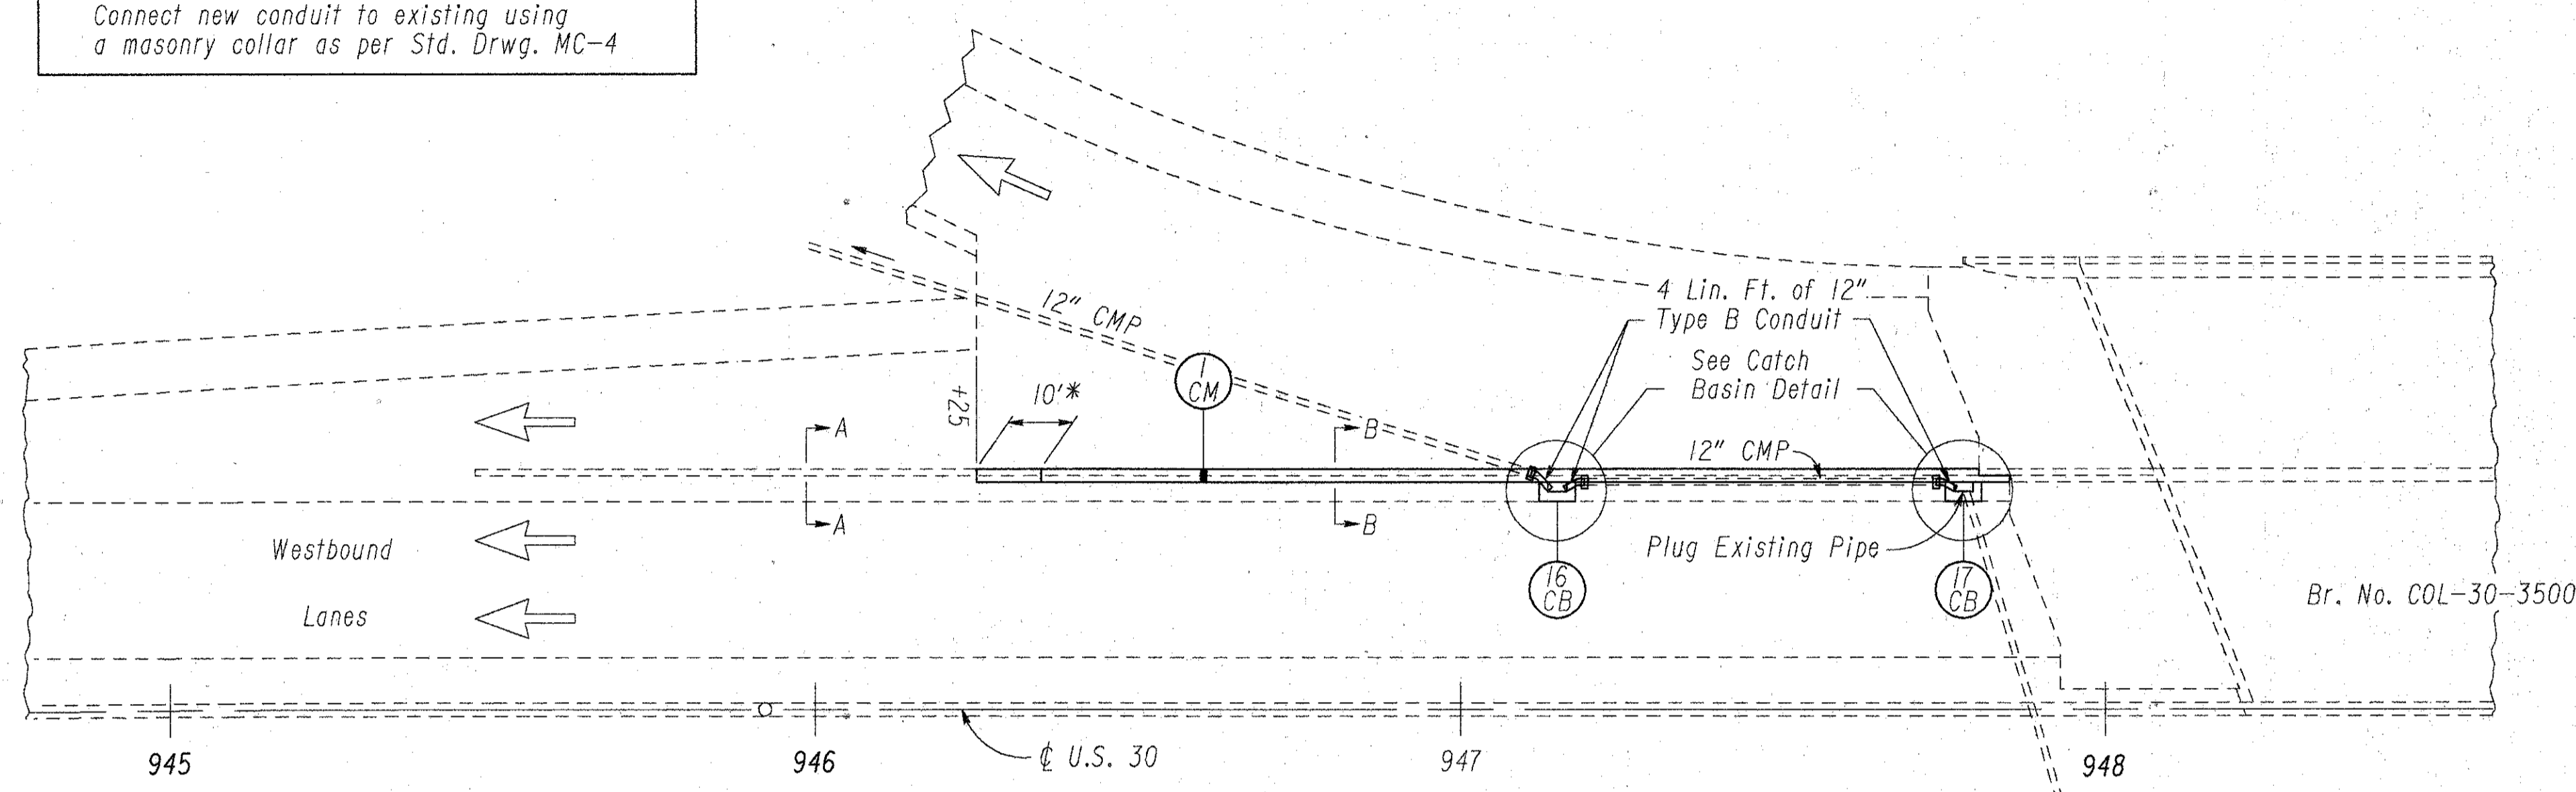 Connect new conduit to existing using
a masonry collar as per Std. Drwg. MC-4
12" CMP
1
CM
4 Lin. Ft. of 12"
Type B Conduit
See Catch
Basin Detail
+25
10'*
A
B
12" CMP
A
B
Westbound
Lanes
Plug Existing Pipe
16
CB
17
CB
Br. No. COL-30-3500
℄ U.S. 30
945
946
947
948